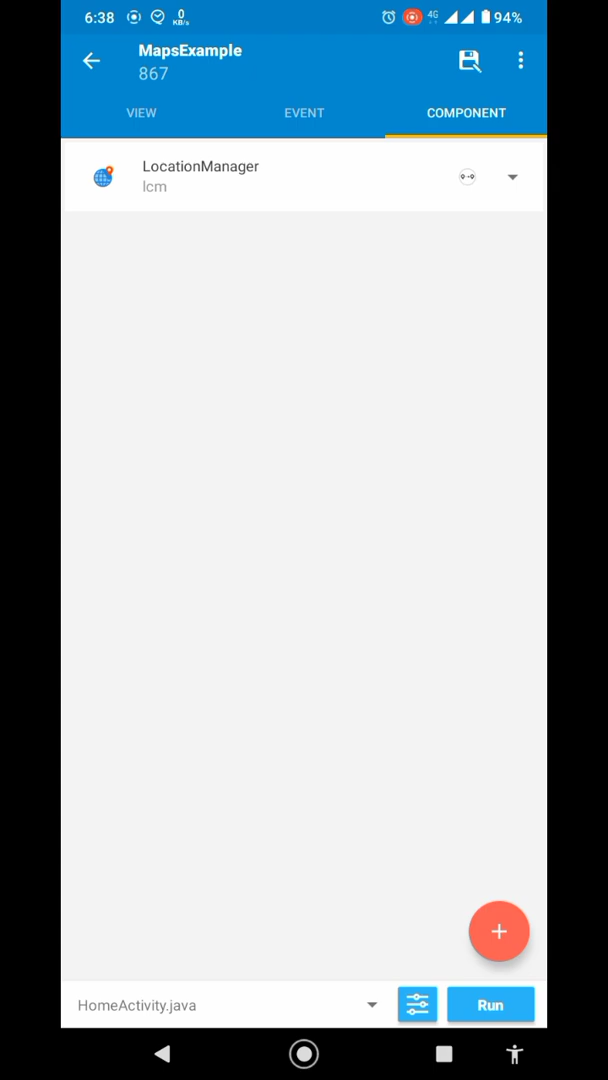 6:38 0 KB/s 4G 94%
MapsExample
867
VIEW EVENT COMPONENT
LocationManager
lcm
HomeActivity.java Run